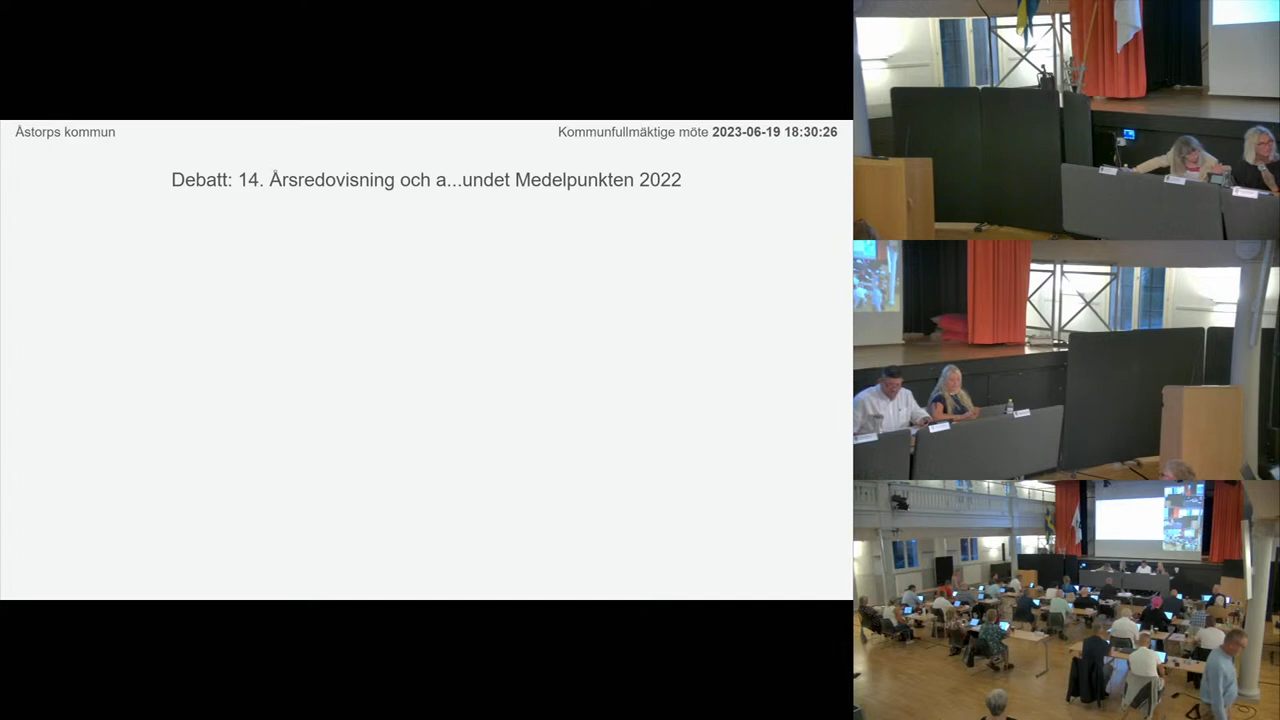 Åstorps kommun
Kommunfullmäktige möte 2023-06-19 18:30:26
Debatt: 14. Årsredovisning och a...undet Medelpunkten 2022